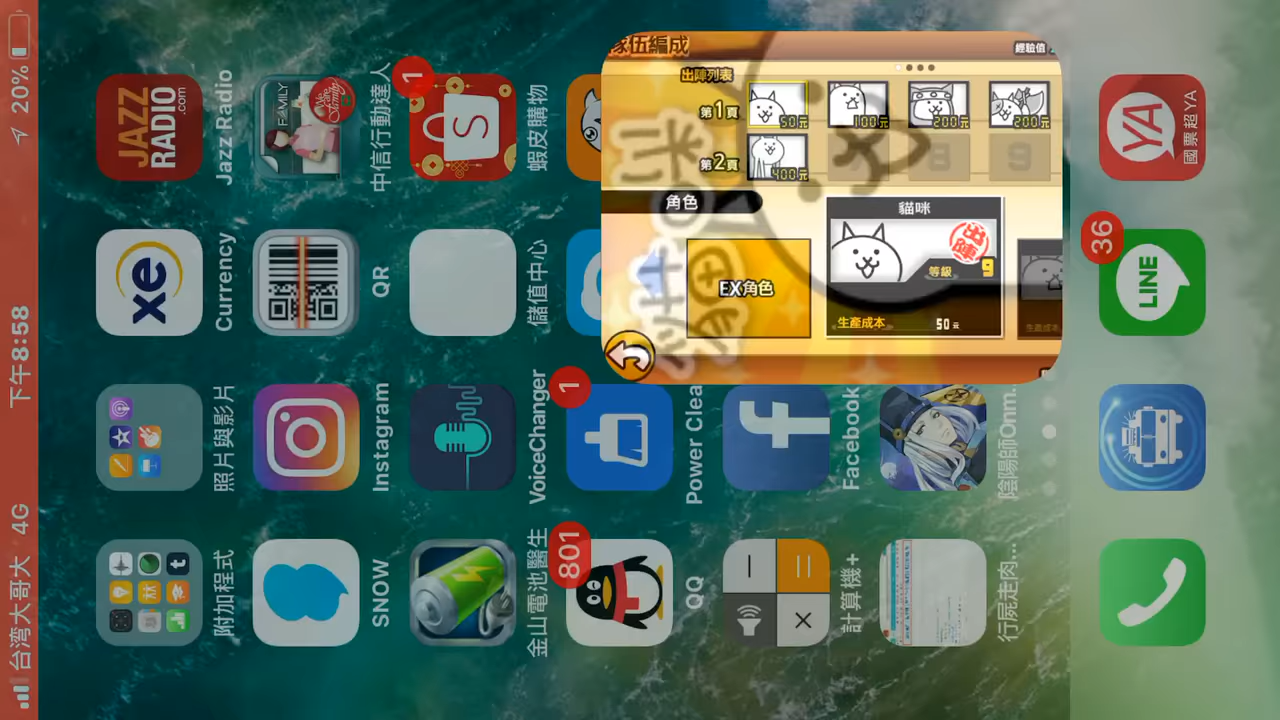 台湾大哥大 4G
下午8:58
20%
附加程式
照片與影片
Currency
xe
Jazz Radio
JAZZ
RADIO
.com
SNOW
Instagram
QR
中信行動達人
FAMILY
金山電池醫生
VoiceChanger
儲值中心
蝦皮購物
1
S
QQ
801
Power Clea
1
計算機+
Facebook
行屍走肉...
陰陽師Onm...
LINE
36
YA
國票超YA
隊伍編成
經驗值
出陣列表
第1頁
50元
100元
200元
200元
第2頁
400元
8
9
角色
EX角色
貓咪
出陣
等級 9
生產成本 50元
生產成本